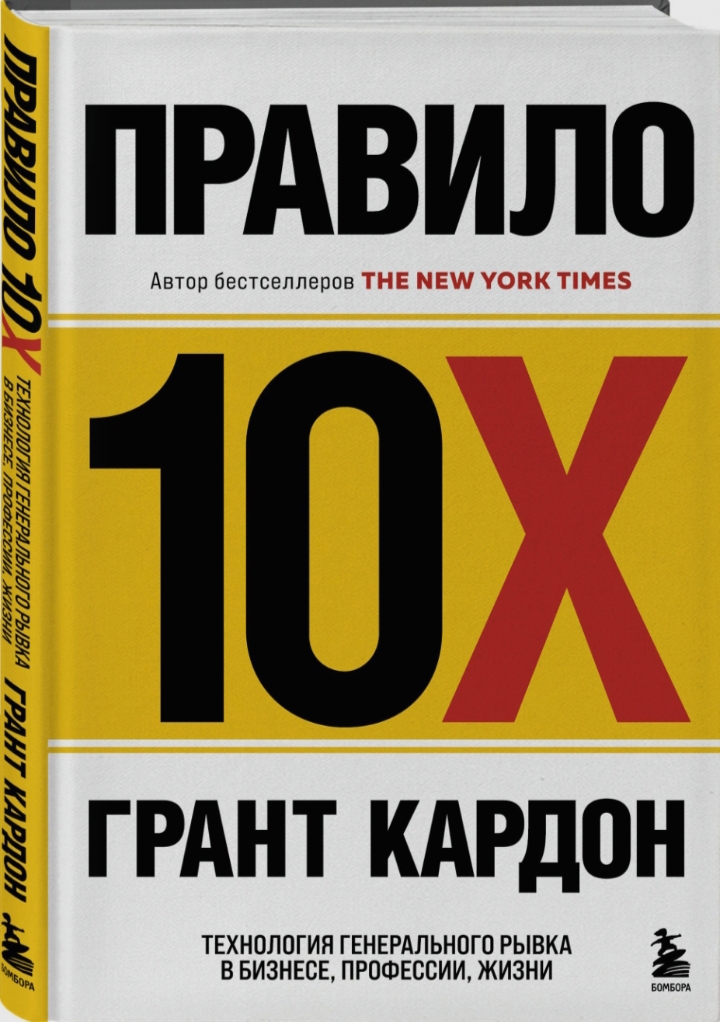 ПРАВИЛО
Автор бестселлеров THE NEW YORK TIMES
10X
ГРАНТ КАРДОН
ТЕХНОЛОГИЯ ГЕНЕРАЛЬНОГО РЫВКА
В БИЗНЕСЕ, ПРОФЕССИИ, ЖИЗНИ
БОМБОРА
ПРАВИЛО 10X
ТЕХНОЛОГИЯ ГЕНЕРАЛЬНОГО РЫВКА
В БИЗНЕСЕ, ПРОФЕССИИ, ЖИЗНИ
ГРАНТ КАРДОН
БОМБОРА